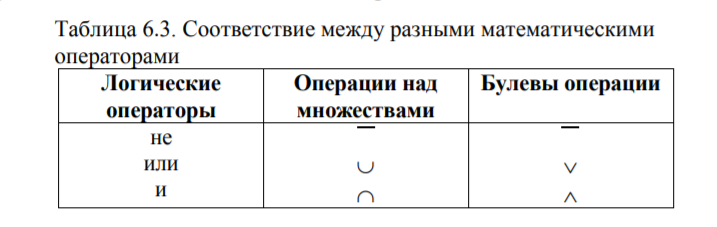 Таблица 6.3. Соответствие между разными математическими
операторами
Логические операторы | Операции над множествами | Булевы операции
не | ‾ | ‾
или | ∪ | ∨
и | ∩ | ∧